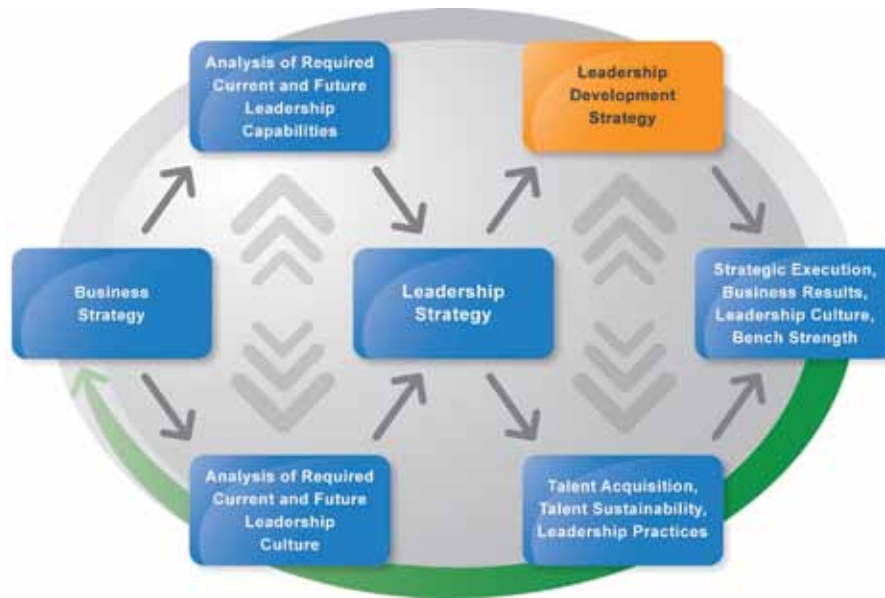 Analysis of Required
Current and Future
Leadership
Capabilities
Leadership
Development
Strategy
Business
Strategy
Leadership
Strategy
Strategic Execution,
Business Results,
Leadership Culture,
Bench Strength
Analysis of Required
Current and Future
Leadership
Culture
Talent Acquisition,
Talent Sustainability,
Leadership Practices